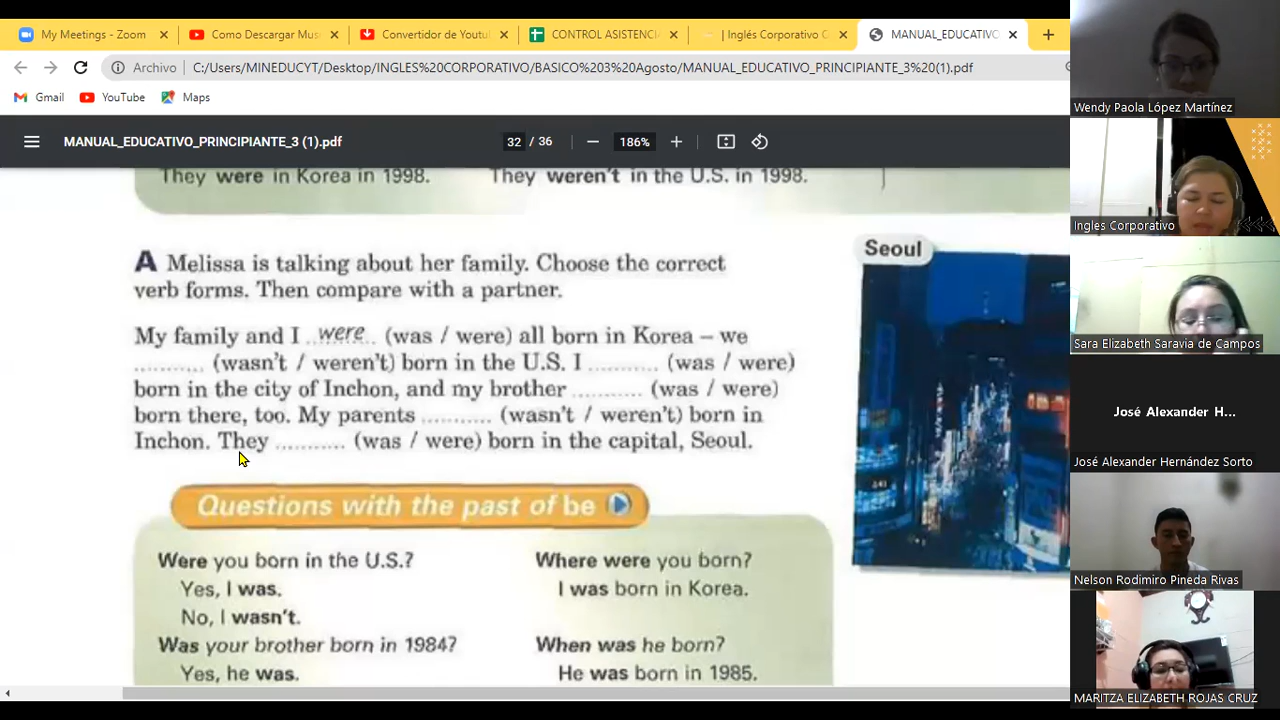 My Meetings - Zoom
Como Descargar Mus
Convertidor de Youtu
CONTROL ASISTENCI
| Inglés Corporativo G
MANUAL_EDUCATIVO
Archivo | C:/Users/MINEDUCYT/Desktop/INGLES%20CORPORATIVO/BASICO%203%20Agosto/MANUAL_EDUCATIVO_PRINCIPIANTE_3%20(1).pdf
Gmail YouTube Maps
MANUAL_EDUCATIVO_PRINCIPIANTE_3 (1).pdf
32 / 36
186%
They were in Korea in 1998. They weren't in the U.S. in 1998.
A Melissa is talking about her family. Choose the correct
verb forms. Then compare with a partner.
My family and I ...were... (was / were) all born in Korea – we
........... (wasn't / weren't) born in the U.S. I ........... (was / were)
born in the city of Inchon, and my brother ........... (was / were)
born there, too. My parents ........... (wasn't / weren't) born in
Inchon. They ........... (was / were) born in the capital, Seoul.
Seoul
Questions with the past of be
Were you born in the U.S.?
Yes, I was.
No, I wasn't.
Was your brother born in 1984?
Yes, he was.
Where were you born?
I was born in Korea.
When was he born?
He was born in 1985.
Wendy Paola López Martínez
Ingles Corporativo
Sara Elizabeth Saravia de Campos
José Alexander H...
José Alexander Hernández Sorto
Nelson Rodimiro Pineda Rivas
MARITZA ELIZABETH ROJAS CRUZ